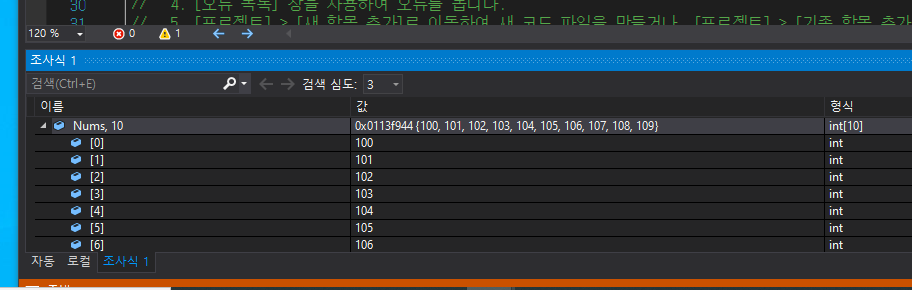 30 // 4. [오류 목록] 창을 사용하여 오류를 봅니다.
31 // 5. [프로젝트] > [새 항목 추가]로 이동하여 새 코드 파일을 만들거나, [프로젝트] > [기존 항목 추가
120 % 0 1
조사식 1
검색(Ctrl+E) 검색 심도: 3
이름 값 형식
Nums, 10 0x0113f944 {100, 101, 102, 103, 104, 105, 106, 107, 108, 109} int[10]
[0] 100 int
[1] 101 int
[2] 102 int
[3] 103 int
[4] 104 int
[5] 105 int
[6] 106 int
자동 로컬 조사식 1